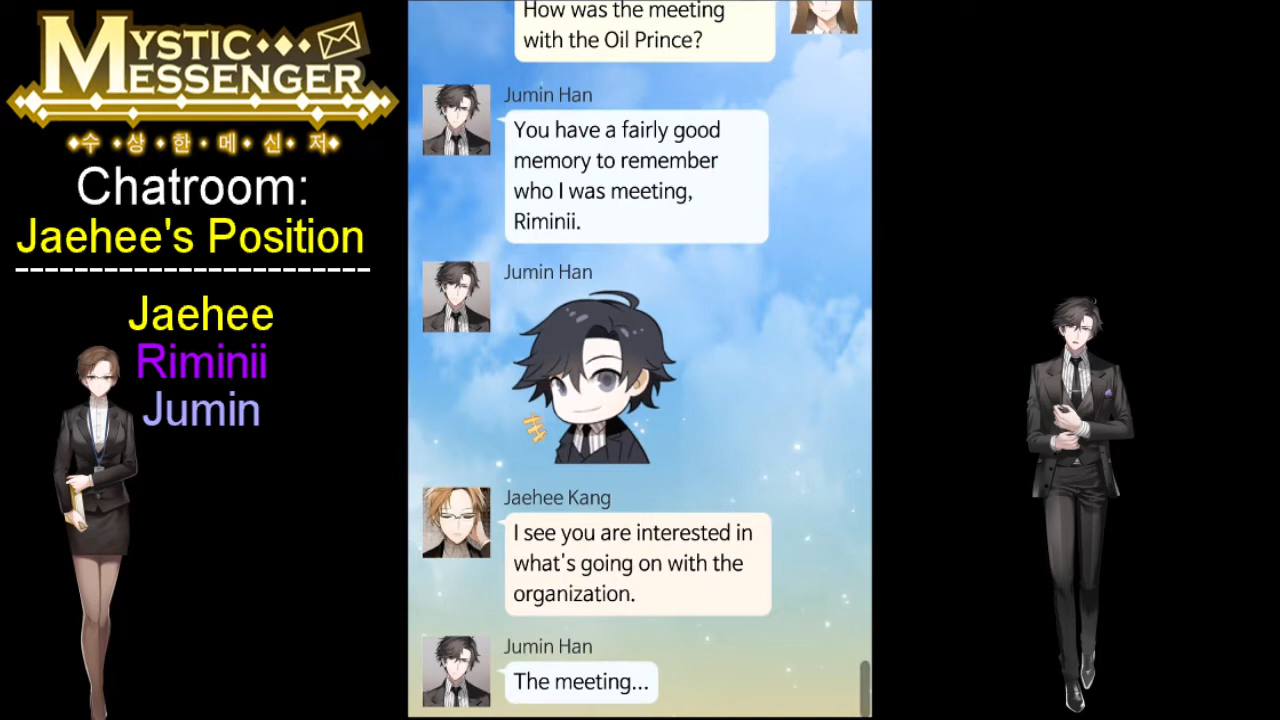 MYSTIC
MESSENGER
수상한메신저
Chatroom:
Jaehee's Position
Jaehee
Riminii
Jumin
How was the meeting
with the Oil Prince?
Jumin Han
You have a fairly good
memory to remember
who I was meeting,
Riminii.
Jumin Han
Jaehee Kang
I see you are interested in
what's going on with the
organization.
Jumin Han
The meeting...